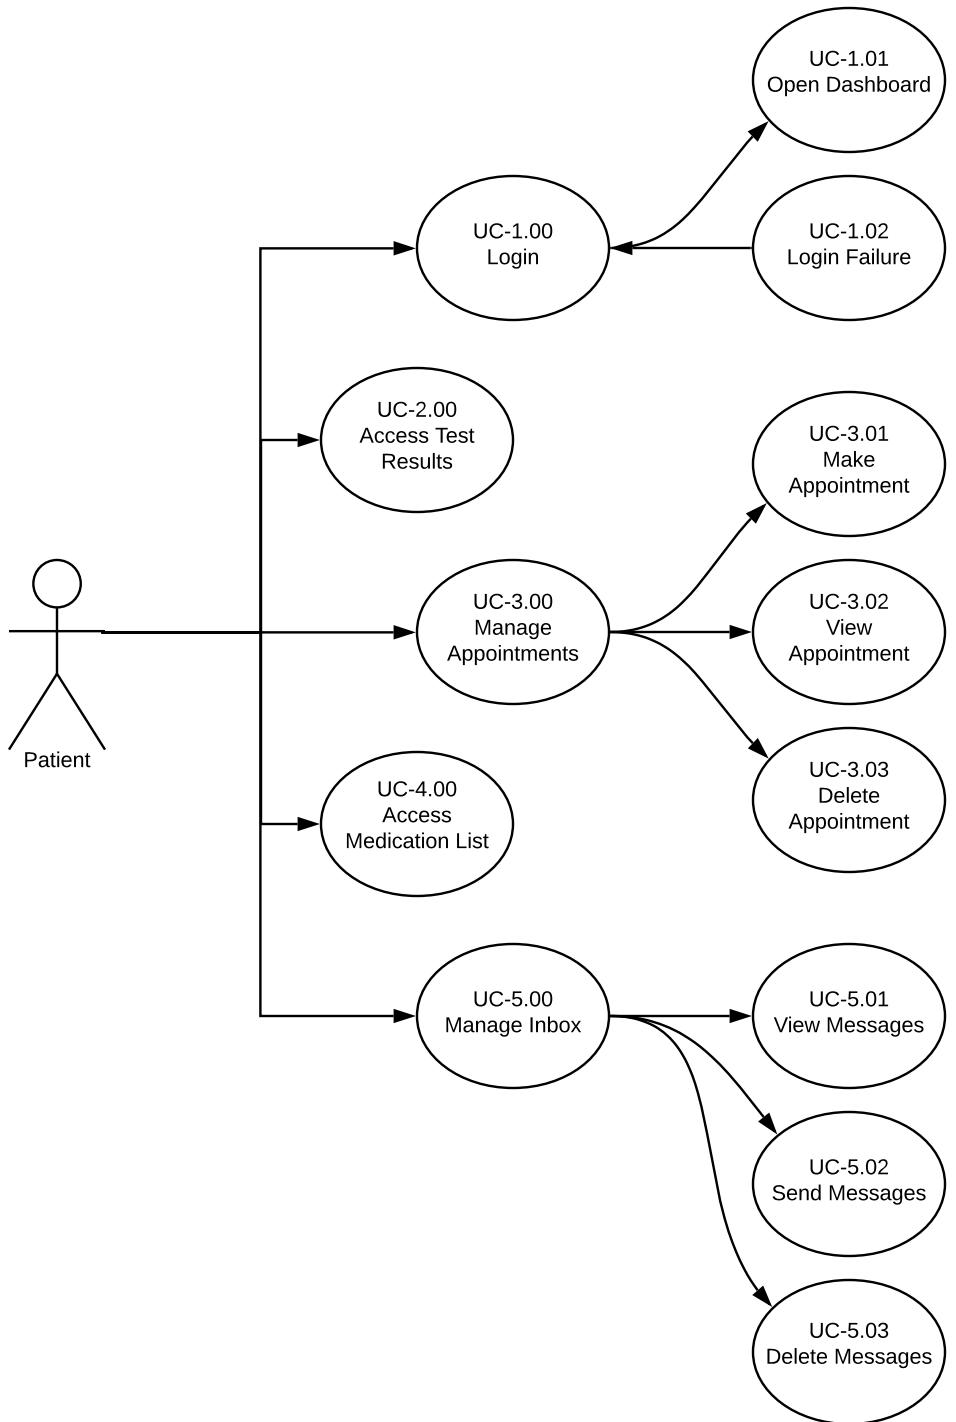 UC-1.01
Open Dashboard
UC-1.00
Login
UC-1.02
Login Failure
UC-2.00
Access Test
Results
UC-3.01
Make
Appointment
Patient
UC-3.00
Manage
Appointments
UC-3.02
View
Appointment
UC-3.03
Delete
Appointment
UC-4.00
Access
Medication List
UC-5.00
Manage Inbox
UC-5.01
View Messages
UC-5.02
Send Messages
UC-5.03
Delete Messages